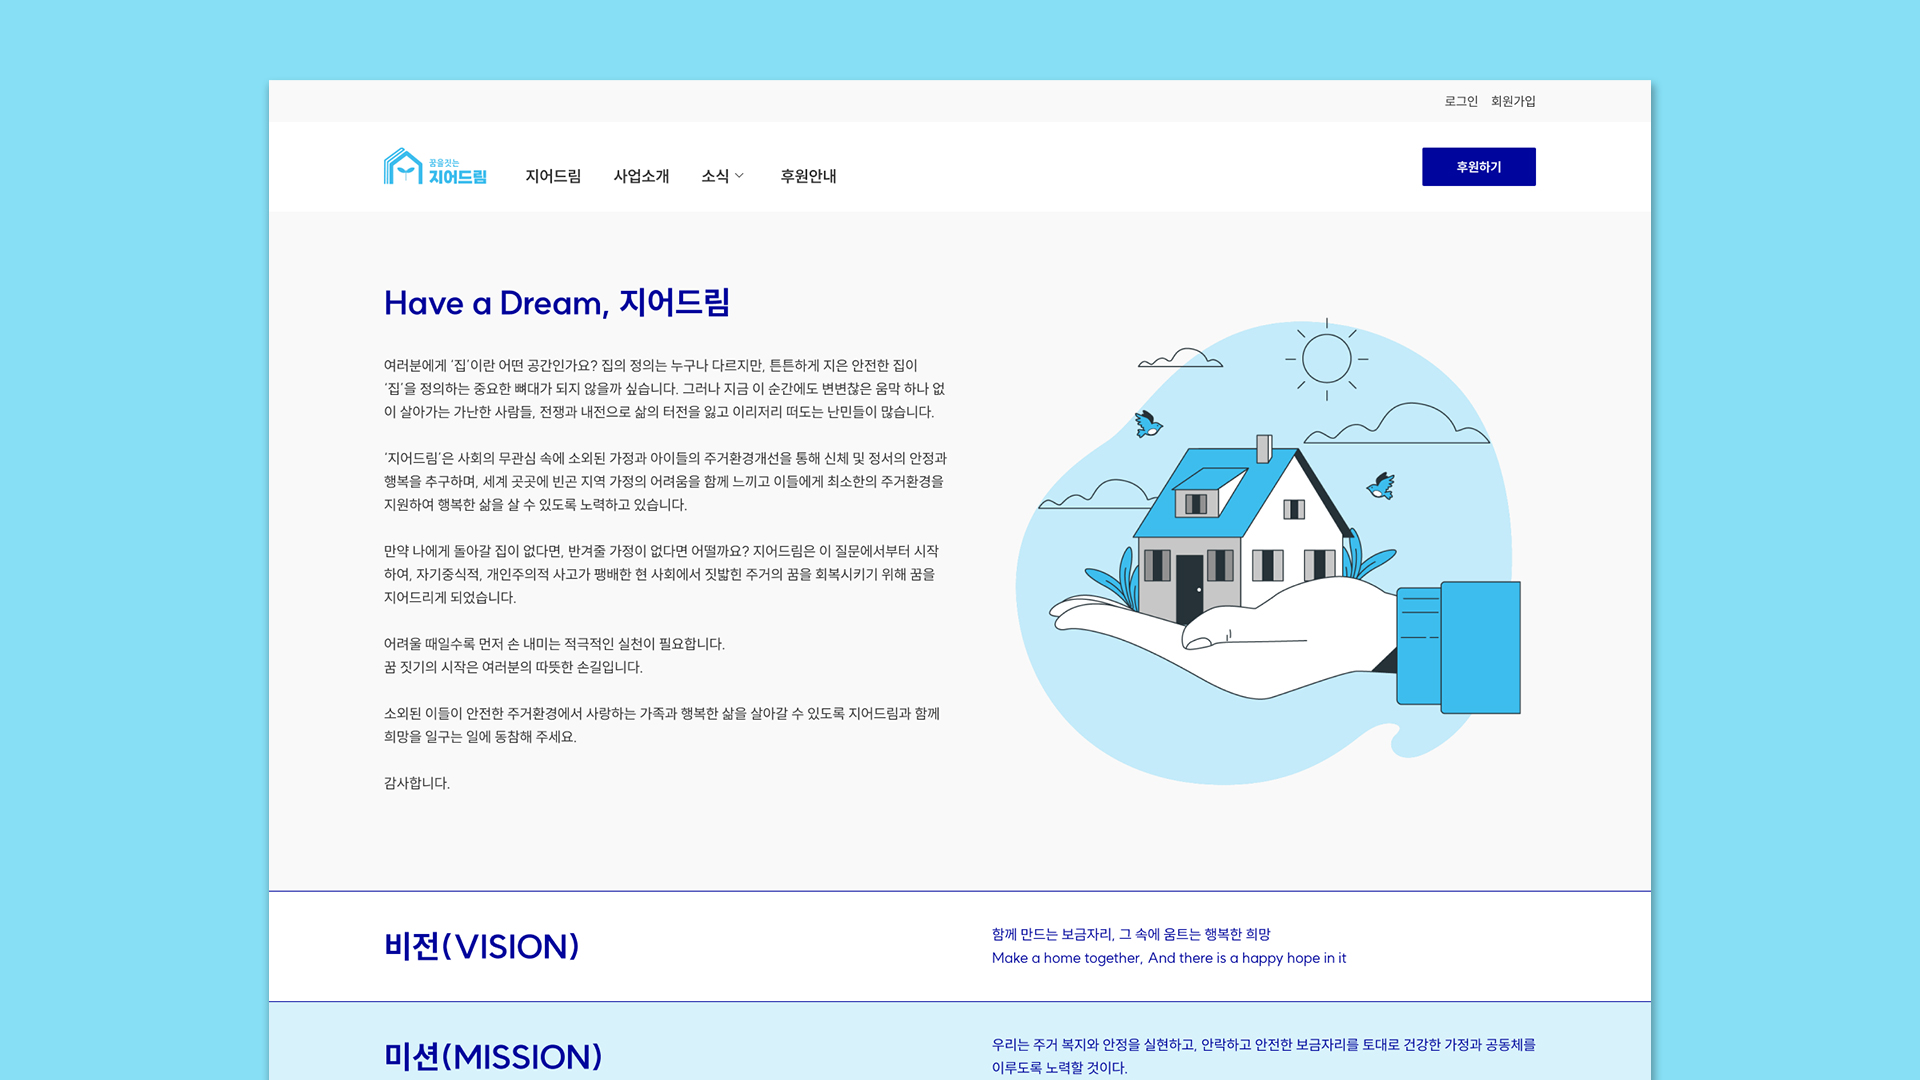 로그인 회원가입
꿈을짓는
지어드림
지어드림 사업소개 소식 후원안내
후원하기
Have a Dream, 지어드림
여러분에게 ‘집’이란 어떤 공간인가요? 집의 정의는 누구나 다르지만, 튼튼하게 지은 안전한 집이
‘집’을 정의하는 중요한 뼈대가 되지 않을까 싶습니다. 그러나 지금 이 순간에도 변변찮은 움막 하나 없
이 살아가는 가난한 사람들, 전쟁과 내전으로 삶의 터전을 잃고 이리저리 떠도는 난민들이 많습니다.
‘지어드림’은 사회의 무관심 속에 소외된 가정과 아이들의 주거환경개선을 통해 신체 및 정서의 안정과
행복을 추구하며, 세계 곳곳에 빈곤 지역 가정의 어려움을 함께 느끼고 이들에게 최소한의 주거환경을
지원하여 행복한 삶을 살 수 있도록 노력하고 있습니다.
만약 나에게 돌아갈 집이 없다면, 반겨줄 가정이 없다면 어떨까요? 지어드림은 이 질문에서부터 시작
하여, 자기중식적, 개인주의적 사고가 팽배한 현 사회에서 짓밟힌 주거의 꿈을 회복시키기 위해 꿈을
지어드리게 되었습니다.
어려울 때일수록 먼저 손 내미는 적극적인 실천이 필요합니다.
꿈 짓기의 시작은 여러분의 따뜻한 손길입니다.
소외된 이들이 안전한 주거환경에서 사랑하는 가족과 행복한 삶을 살아갈 수 있도록 지어드림과 함께
희망을 일구는 일에 동참해 주세요.
감사합니다.
비전(VISION)
함께 만드는 보금자리, 그 속에 움트는 행복한 희망
Make a home together, And there is a happy hope in it
미션(MISSION)
우리는 주거 복지와 안정을 실현하고, 안락하고 안전한 보금자리를 토대로 건강한 가정과 공동체를
이루도록 노력할 것이다.